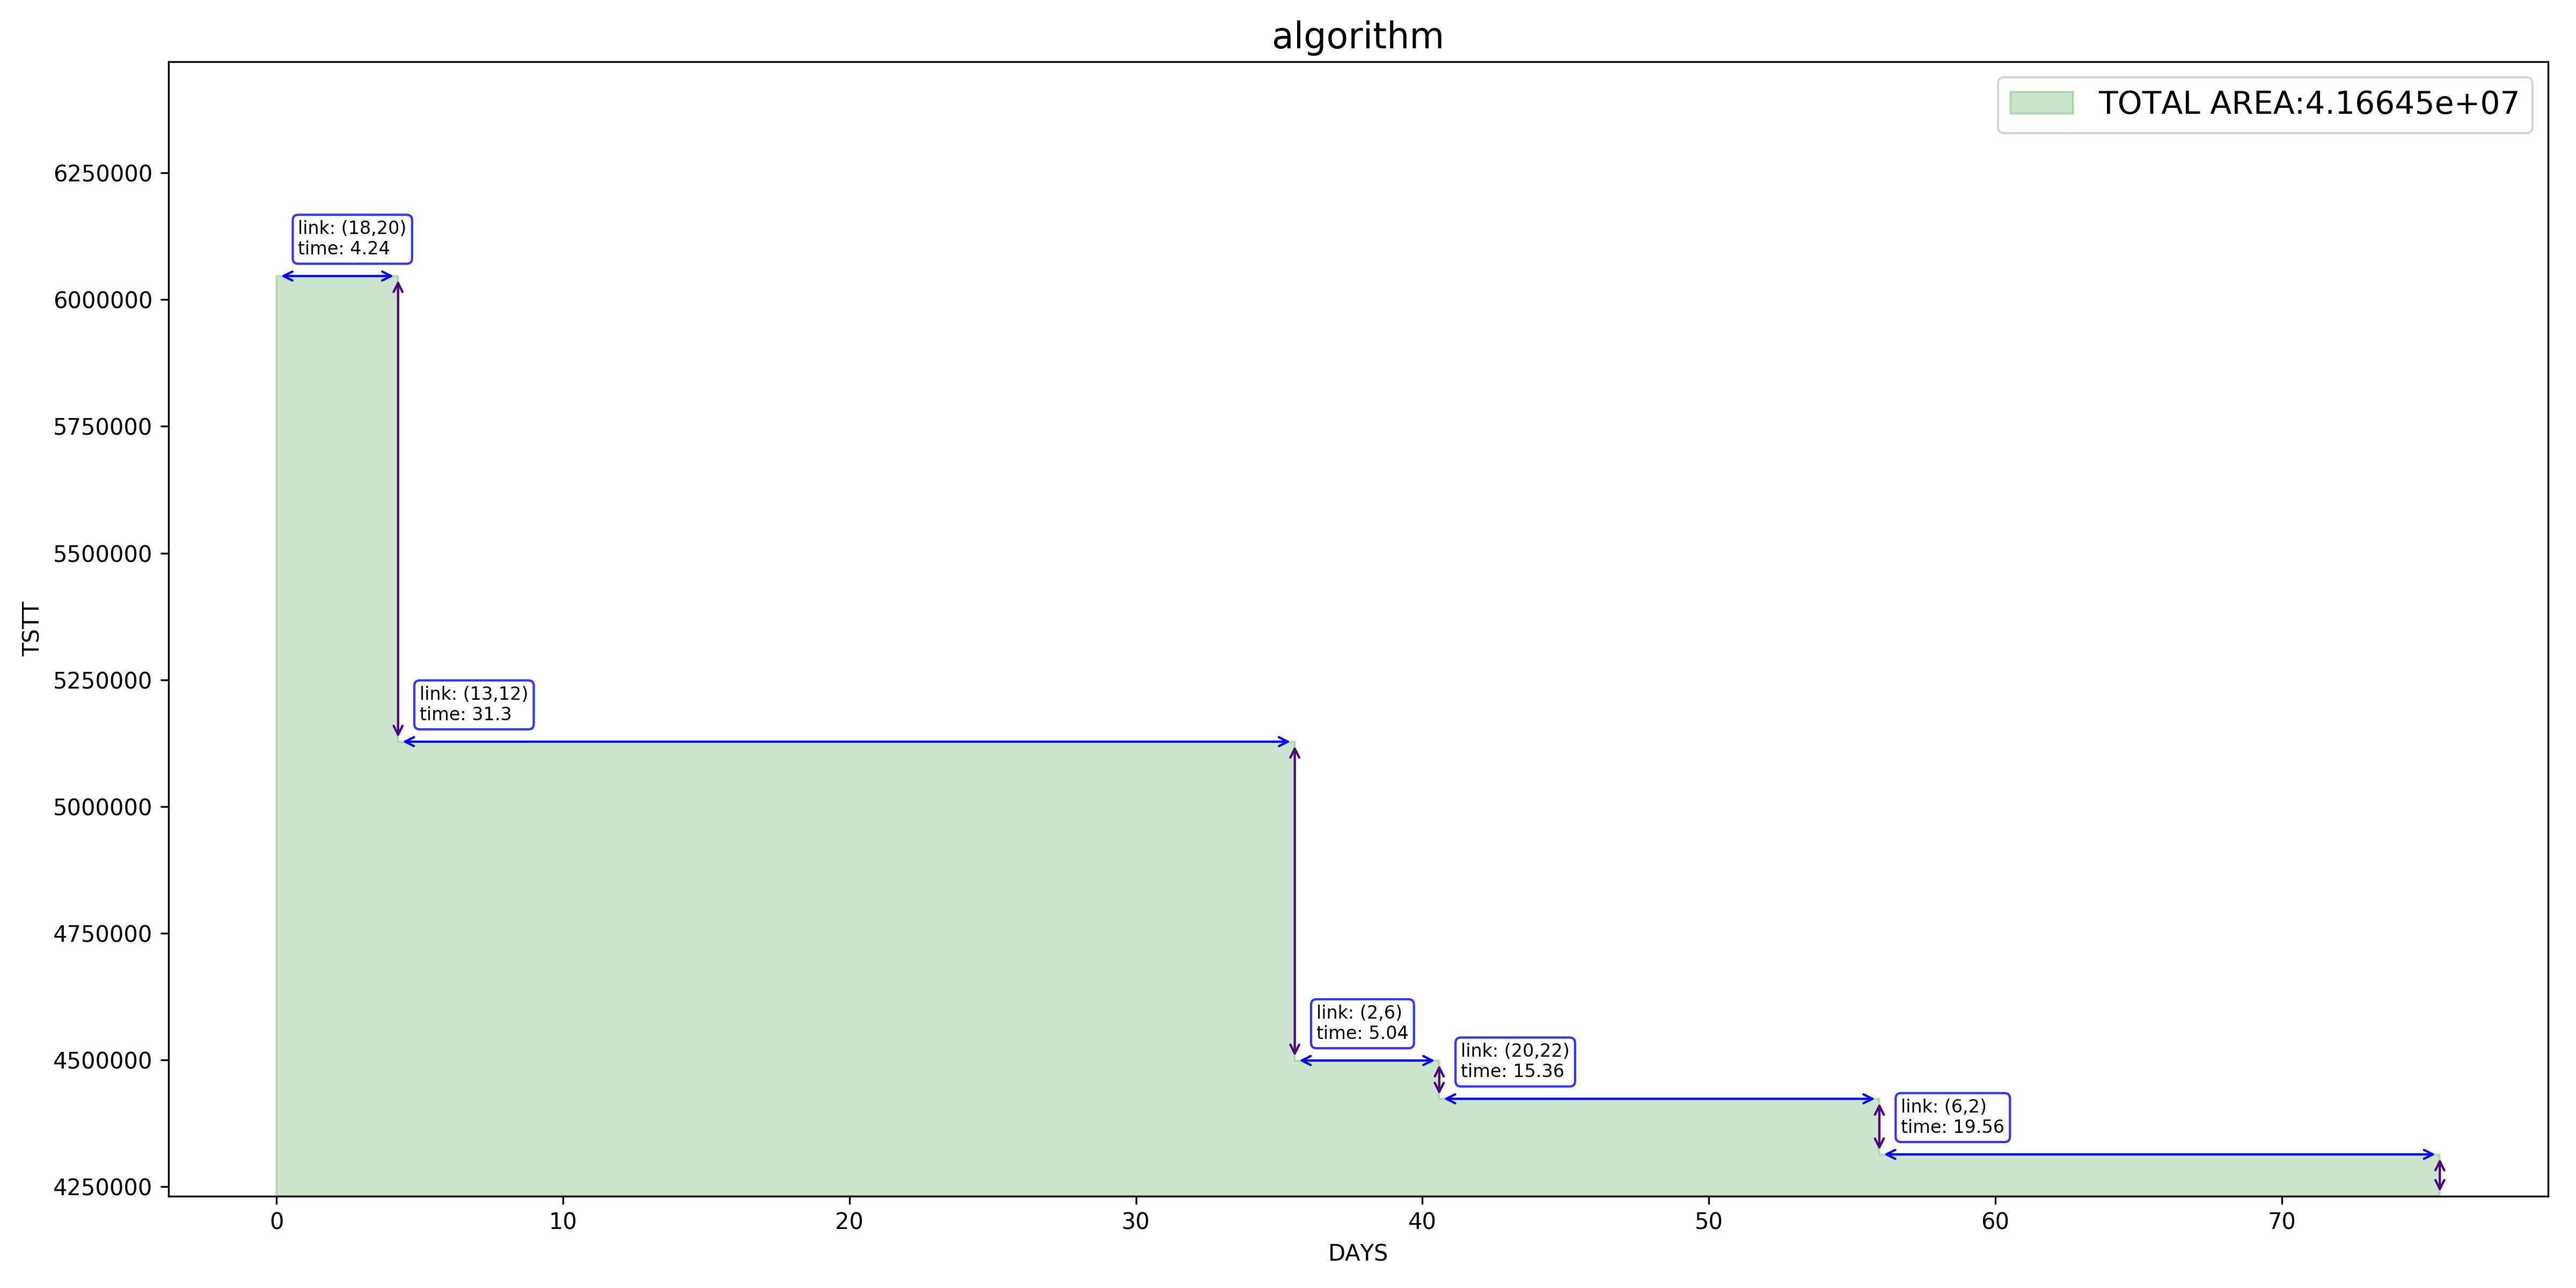 algorithm
TOTAL AREA:4.16645e+07
6250000
6000000
5750000
5500000
5250000
5000000
4750000
4500000
4250000
TSTT
link: (18,20)
time: 4.24
link: (13,12)
time: 31.3
link: (2,6)
time: 5.04
link: (20,22)
time: 15.36
link: (6,2)
time: 19.56
0 10 20 30 40 50 60 70
DAYS